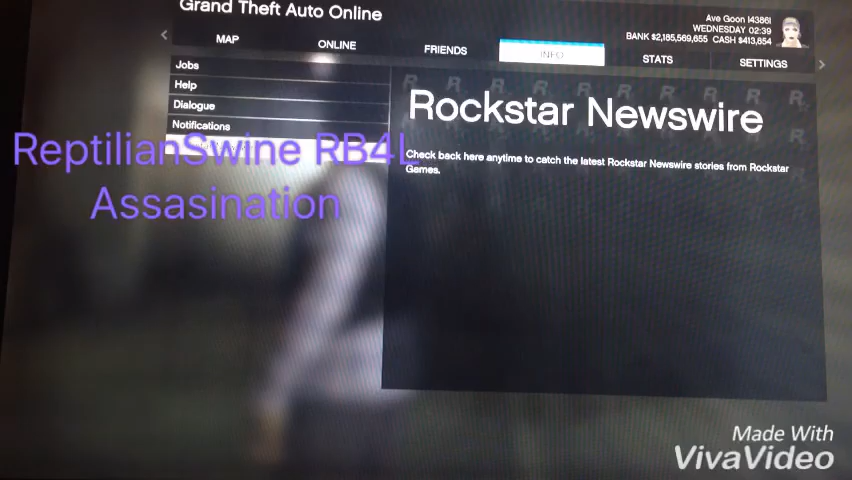 Grand Theft Auto Online
Ave Goon 143861
WEDNESDAY 02:39
BANK $2,185,569,655 CASH $413,654
MAP
ONLINE
FRIENDS
INFO
STATS
SETTINGS
Jobs
Help
Dialogue
Notifications
Rockstar Newswire
Check back here anytime to catch the latest Rockstar Newswire stories from Rockstar
Games.
ReptilianSwine RB4L
Assasination
Made With
VivaVideo